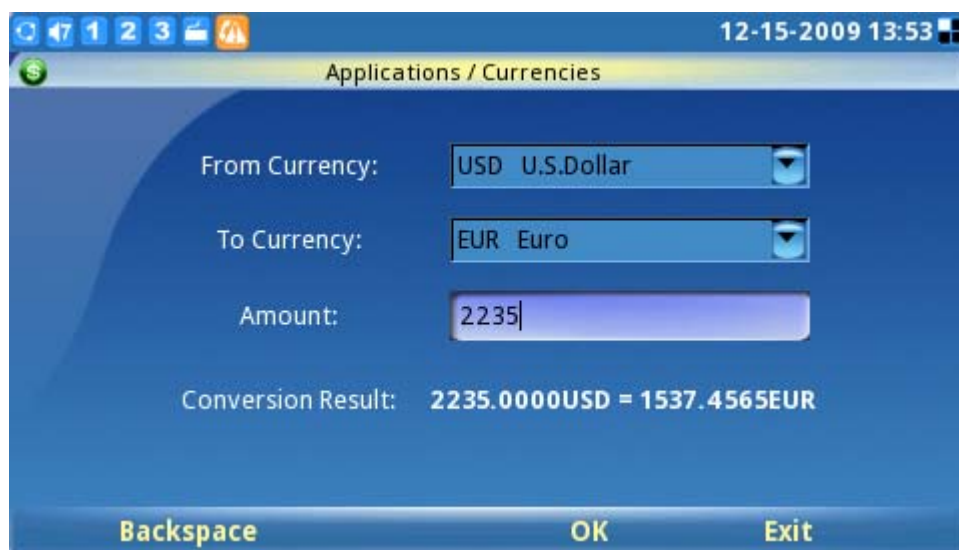 47 1 2 3 12-15-2009 13:53
$ Applications / Currencies
From Currency: USD U.S.Dollar
To Currency: EUR Euro
Amount: 2235
Conversion Result: 2235.0000USD = 1537.4565EUR
Backspace OK Exit